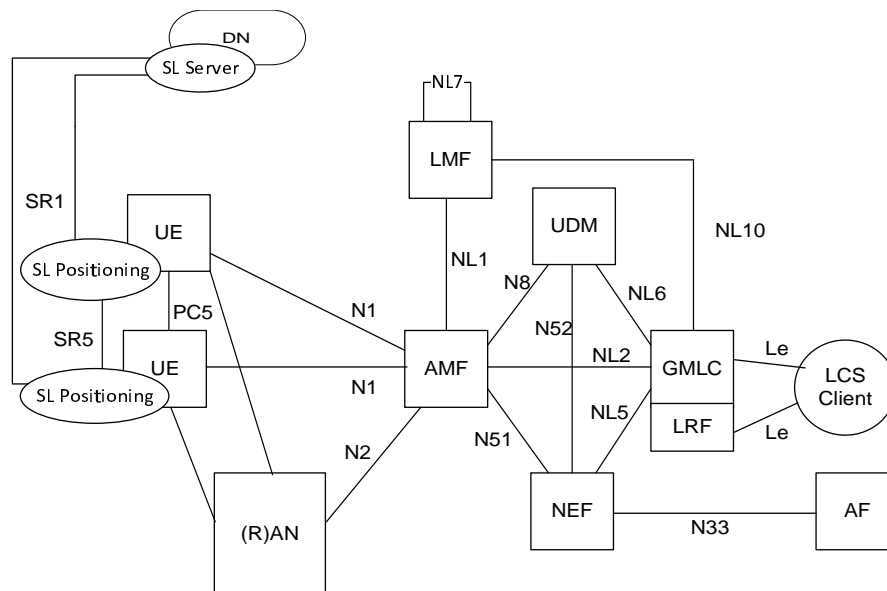 DN
SL Server
NL7
LMF
SR1
UE
UDM
NL10
SL Positioning
NL1
N8
NL6
PC5
N1
N52
SR5
NL2
Le
UE
AMF
GMLC
LCS
Client
N1
SL Positioning
NL5
LRF
Le
N51
N2
(R)AN
NEF
N33
AF